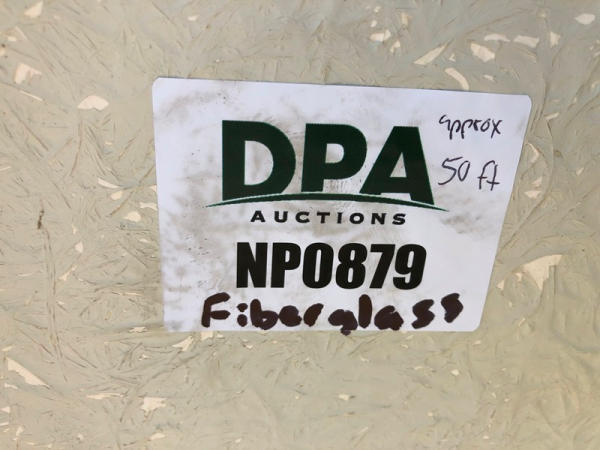 DPA
approx
50 ft
AUCTIONS
NP0879
Fiberglass